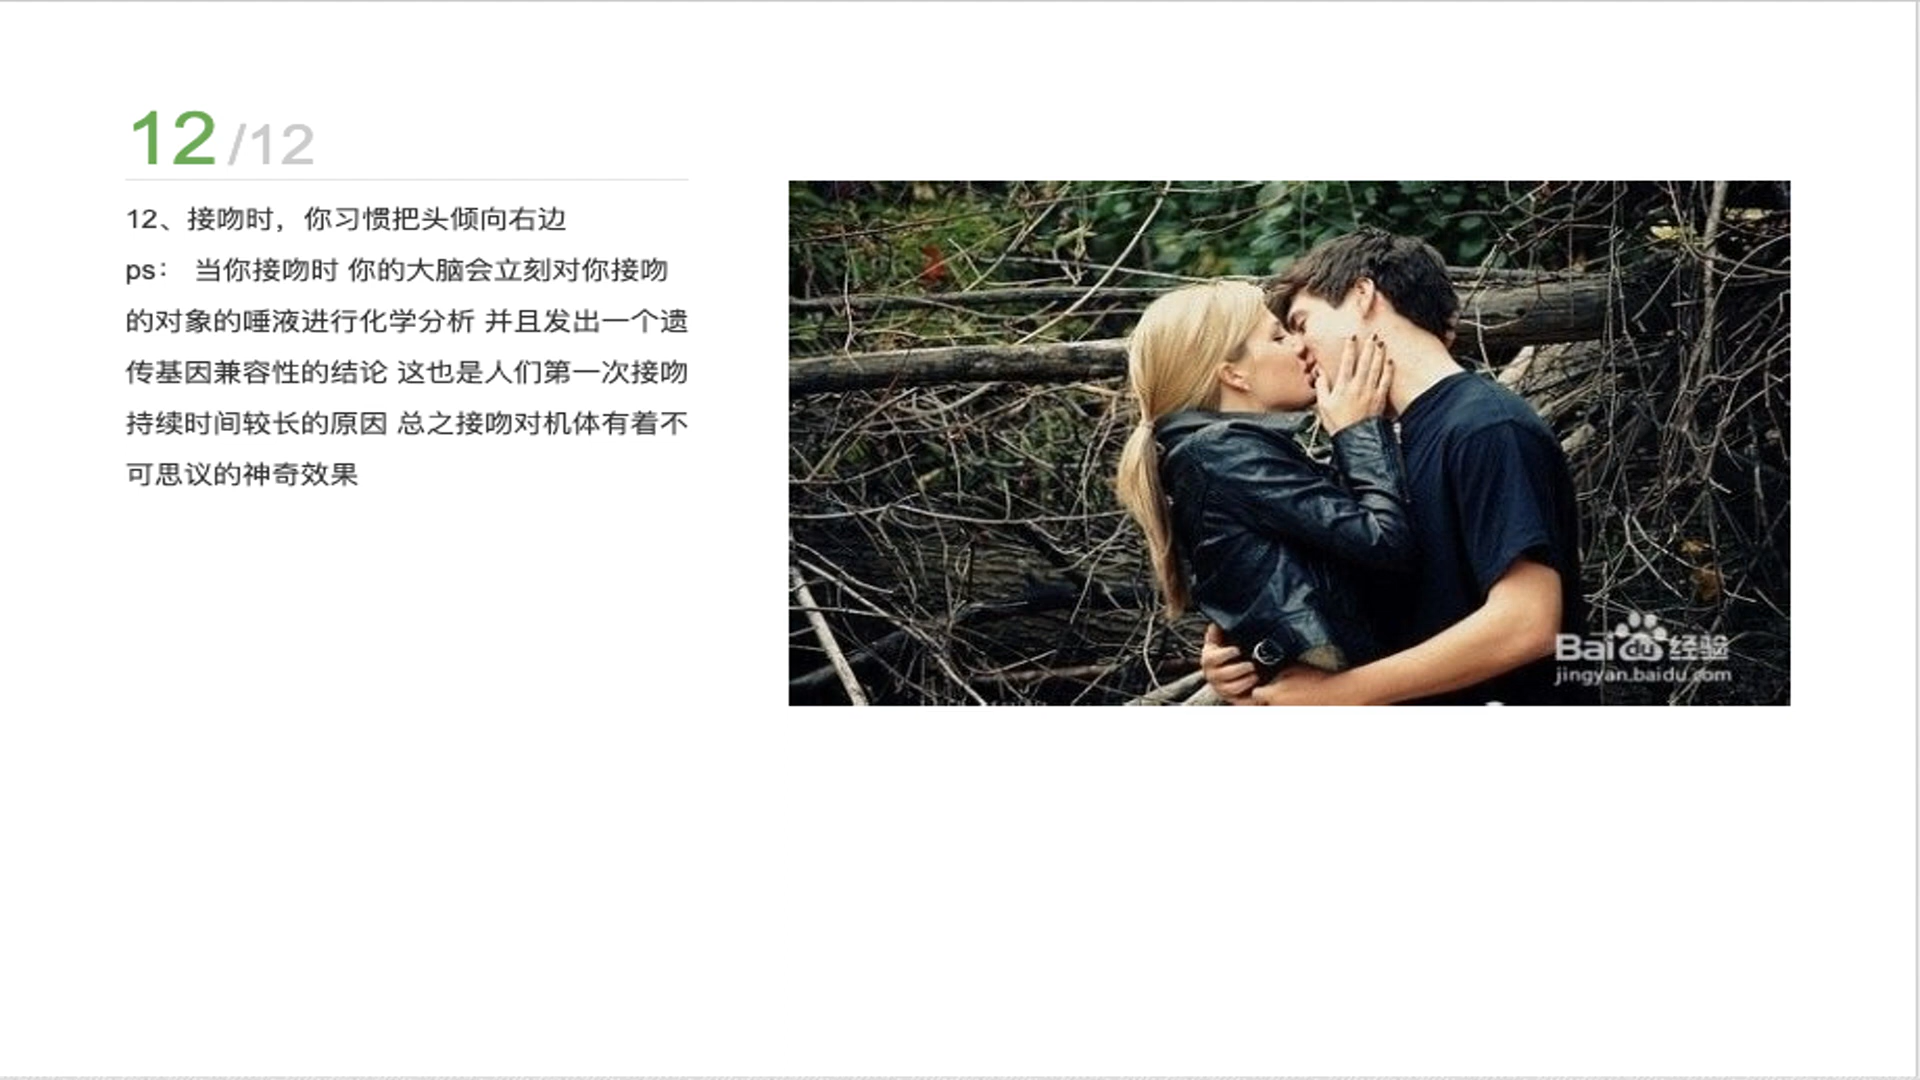 12/12
12、接吻时，你习惯把头倾向右边
ps： 当你接吻时 你的大脑会立刻对你接吻
的对象的唾液进行化学分析 并且发出一个遗
传基因兼容性的结论 这也是人们第一次接吻
持续时间较长的原因 总之接吻对机体有着不
可思议的神奇效果
Baidu 经验
jingyan.baidu.com